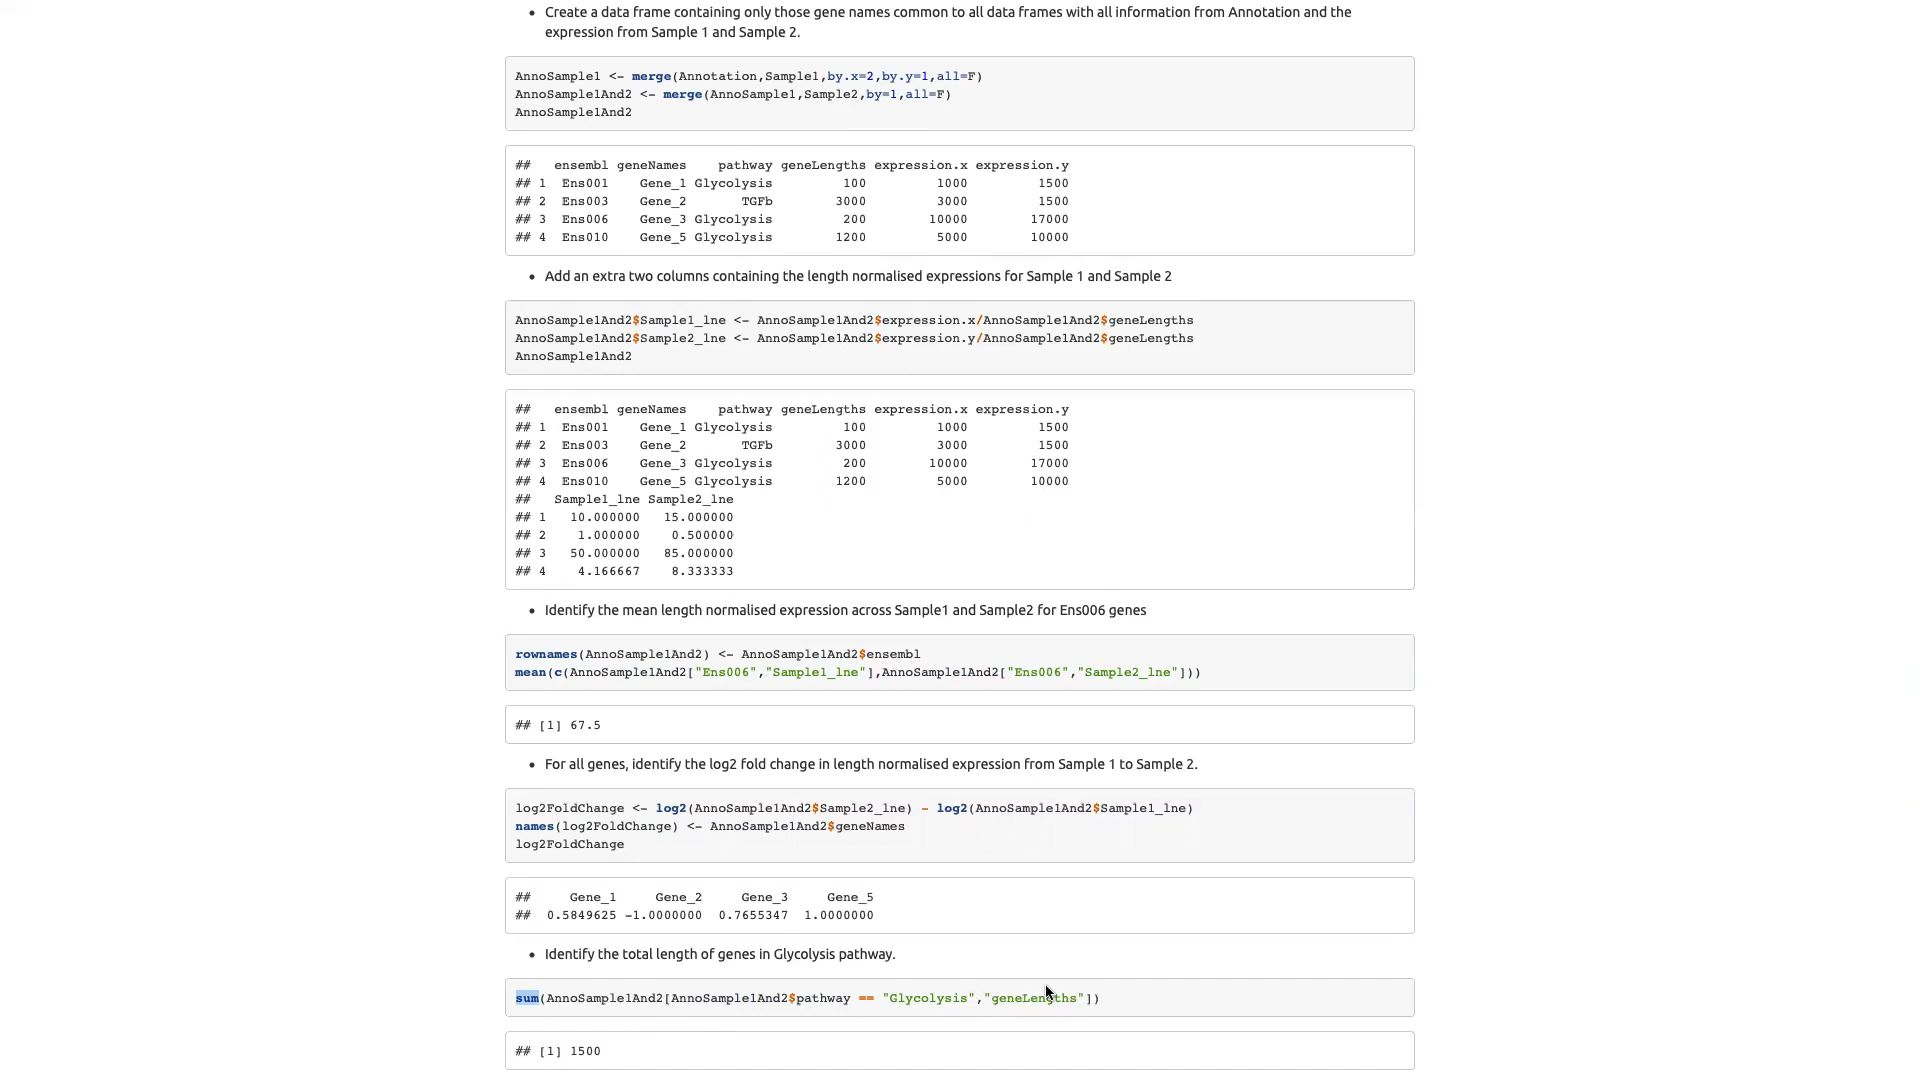 • Create a data frame containing only those gene names common to all data frames with all information from Annotation and the
expression from Sample 1 and Sample 2.
AnnoSample1 <- merge(Annotation,Sample1,by.x=2,by.y=1,all=F)
AnnoSample1And2 <- merge(AnnoSample1,Sample2,by=1,all=F)
AnnoSample1And2
##   ensembl geneNames    pathway geneLengths expression.x expression.y
## 1  Ens001    Gene_1 Glycolysis         100         1000         1500
## 2  Ens003    Gene_2       TGFb        3000         3000         1500
## 3  Ens006    Gene_3 Glycolysis         200        10000        17000
## 4  Ens010    Gene_5 Glycolysis        1200         5000        10000
• Add an extra two columns containing the length normalised expressions for Sample 1 and Sample 2
AnnoSample1And2$Sample1_lne <- AnnoSample1And2$expression.x/AnnoSample1And2$geneLengths
AnnoSample1And2$Sample2_lne <- AnnoSample1And2$expression.y/AnnoSample1And2$geneLengths
AnnoSample1And2
##   ensembl geneNames    pathway geneLengths expression.x expression.y
## 1  Ens001    Gene_1 Glycolysis         100         1000         1500
## 2  Ens003    Gene_2       TGFb        3000         3000         1500
## 3  Ens006    Gene_3 Glycolysis         200        10000        17000
## 4  Ens010    Gene_5 Glycolysis        1200         5000        10000
##   Sample1_lne Sample2_lne
## 1   10.000000   15.000000
## 2    1.000000    0.500000
## 3   50.000000   85.000000
## 4    4.166667    8.333333
• Identify the mean length normalised expression across Sample1 and Sample2 for Ens006 genes
rownames(AnnoSample1And2) <- AnnoSample1And2$ensembl
mean(c(AnnoSample1And2["Ens006","Sample1_lne"],AnnoSample1And2["Ens006","Sample2_lne"]))
## [1] 67.5
• For all genes, identify the log2 fold change in length normalised expression from Sample 1 to Sample 2.
log2FoldChange <- log2(AnnoSample1And2$Sample2_lne) - log2(AnnoSample1And2$Sample1_lne)
names(log2FoldChange) <- AnnoSample1And2$geneNames
log2FoldChange
##     Gene_1     Gene_2     Gene_3     Gene_5
##  0.5849625 -1.0000000  0.7655347  1.0000000
• Identify the total length of genes in Glycolysis pathway.
sum(AnnoSample1And2[AnnoSample1And2$pathway == "Glycolysis","geneLengths"])
## [1] 1500